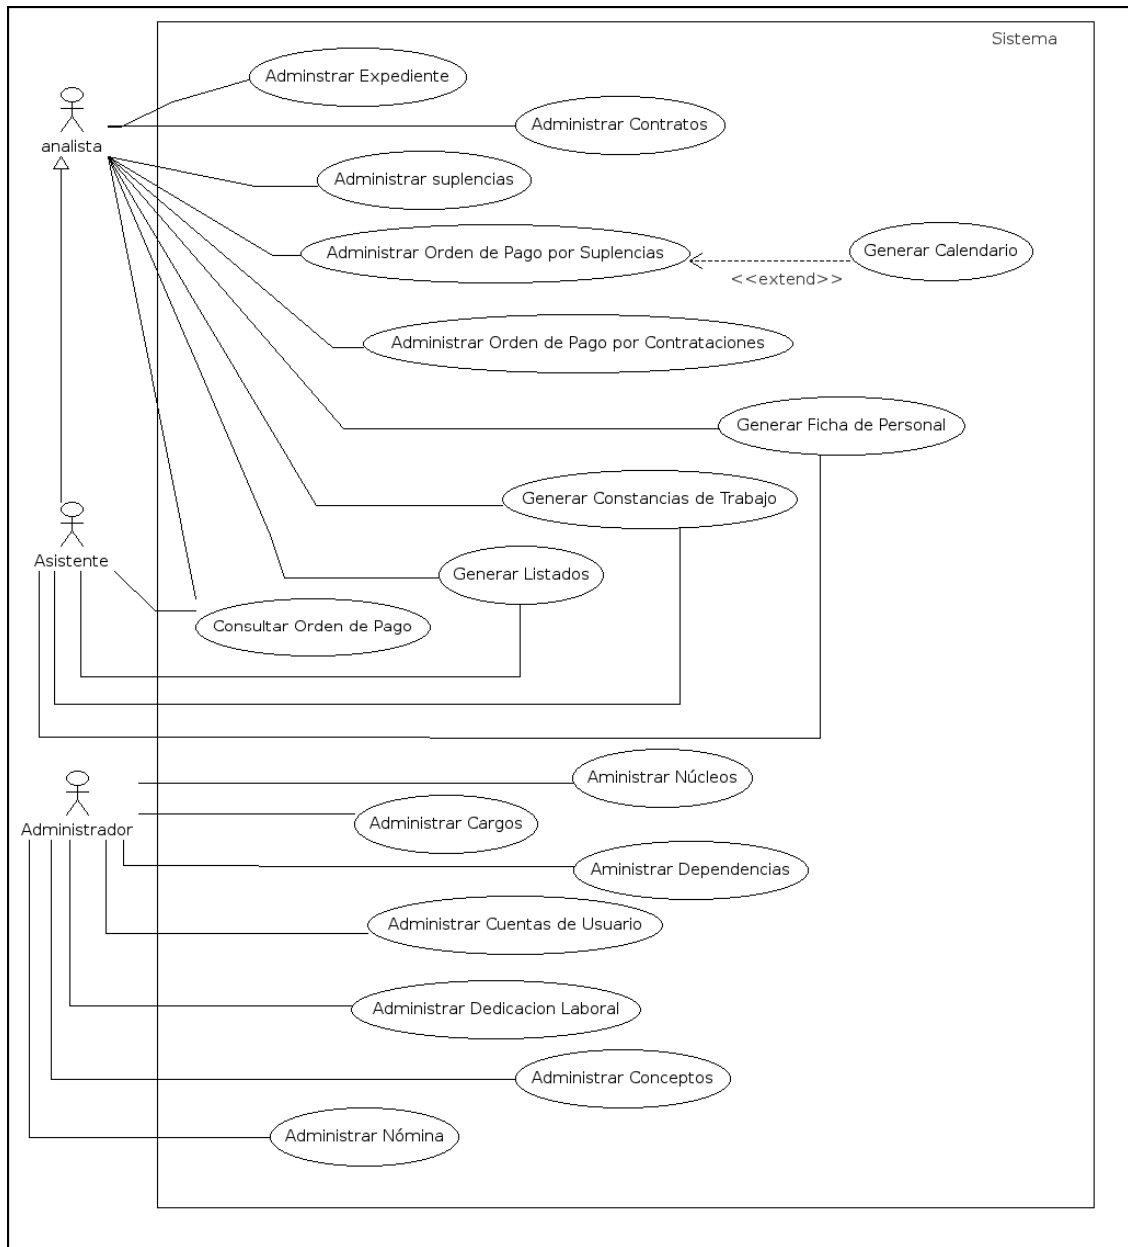 Sistema
Adminstrar Expediente
Administrar Contratos
analista
Administrar suplencias
Administrar Orden de Pago por Suplencias
Generar Calendario
<<extend>>
Administrar Orden de Pago por Contrataciones
Generar Ficha de Personal
Generar Constancias de Trabajo
Asistente
Generar Listados
Consultar Orden de Pago
Aministrar Núcleos
Administrar Cargos
Administrador
Aministrar Dependencias
Administrar Cuentas de Usuario
Administrar Dedicacion Laboral
Administrar Conceptos
Administrar Nómina